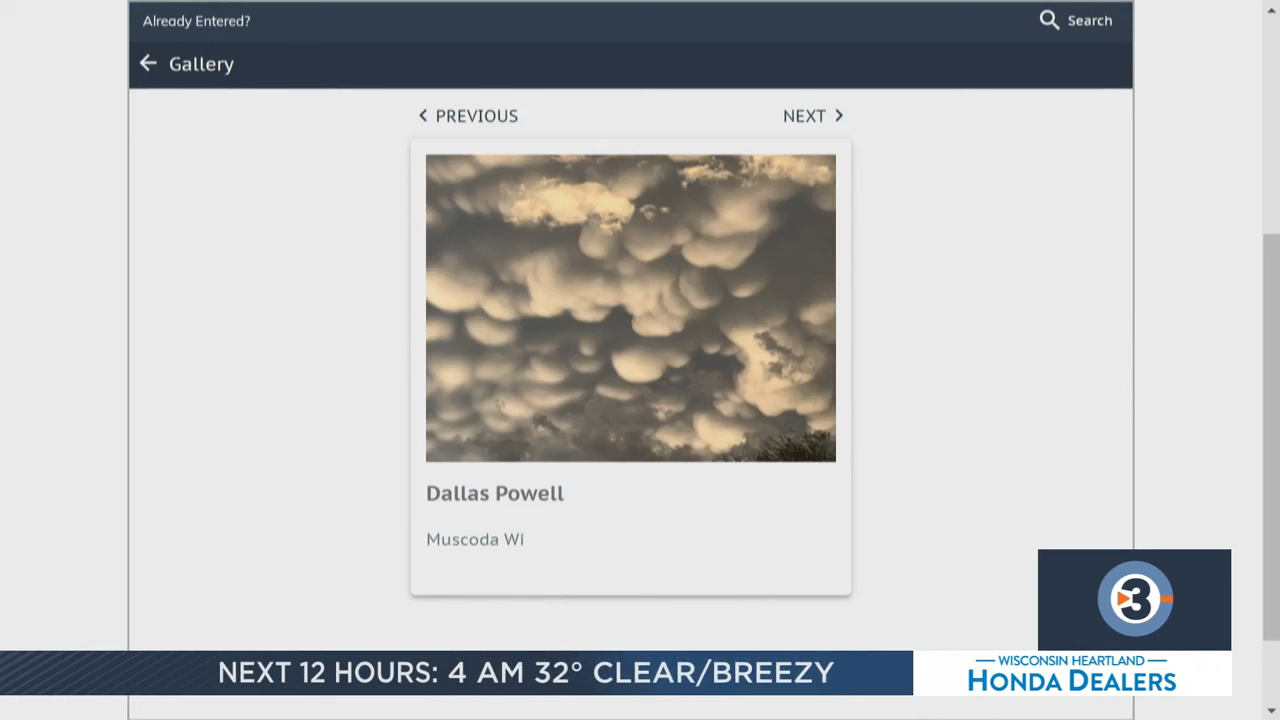 Already Entered?
Search
Gallery
PREVIOUS
NEXT
Dallas Powell
Muscoda Wi
3
NEXT 12 HOURS: 4 AM 32° CLEAR/BREEZY
WISCONSIN HEARTLAND
HONDA DEALERS